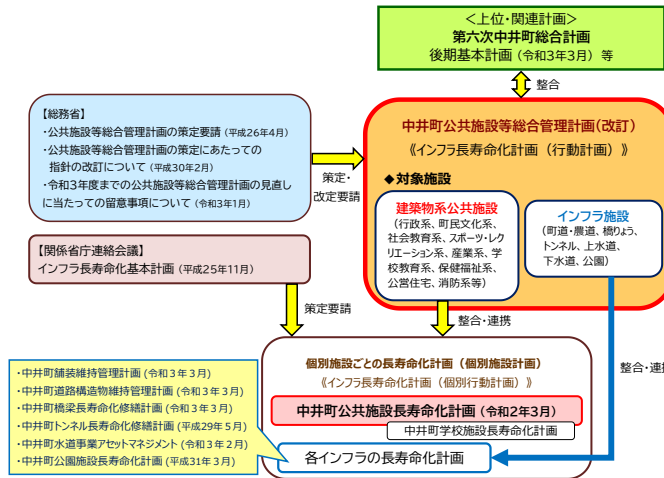 ＜上位・関連計画＞
第六次中井町総合計画
後期基本計画（令和3年3月）等
整合
【総務省】
・公共施設等総合管理計画の策定要請（平成26年4月）
・公共施設等総合管理計画の策定にあたっての
指針の改訂について（平成30年2月）
・令和3年度までの公共施設等総合管理計画の見直し
に当たっての留意事項について（令和3年1月）
策定・
改定要請
中井町公共施設等総合管理計画（改訂）
《インフラ長寿命化計画（行動計画）》
◆対象施設
建築物系公共施設
（行政系、町民文化系、
社会教育系、スポーツ・レク
リエーション系、産業系、学
校教育系、保健福祉系、
公営住宅、消防系等）
インフラ施設
（町道・農道、橋りょう、
トンネル、上水道、
下水道、公園）
【関係省庁連絡会議】
インフラ長寿命化基本計画（平成25年11月）
策定要請
整合・連携
整合・連携
個別施設ごとの長寿命化計画（個別施設計画）
《インフラ長寿命化計画（個別行動計画）》
中井町公共施設長寿命化計画（令和2年3月）
中井町学校施設長寿命化計画
各インフラの長寿命化計画
・中井町舗装維持管理計画（令和3年3月）
・中井町道路構造物維持管理計画（令和3年3月）
・中井町橋梁長寿命化修繕計画（令和3年3月）
・中井町トンネル長寿命化修繕計画（平成29年5月）
・中井町水道事業アセットマネジメント（令和3年2月）
・中井町公園施設長寿命化計画（平成31年3月）